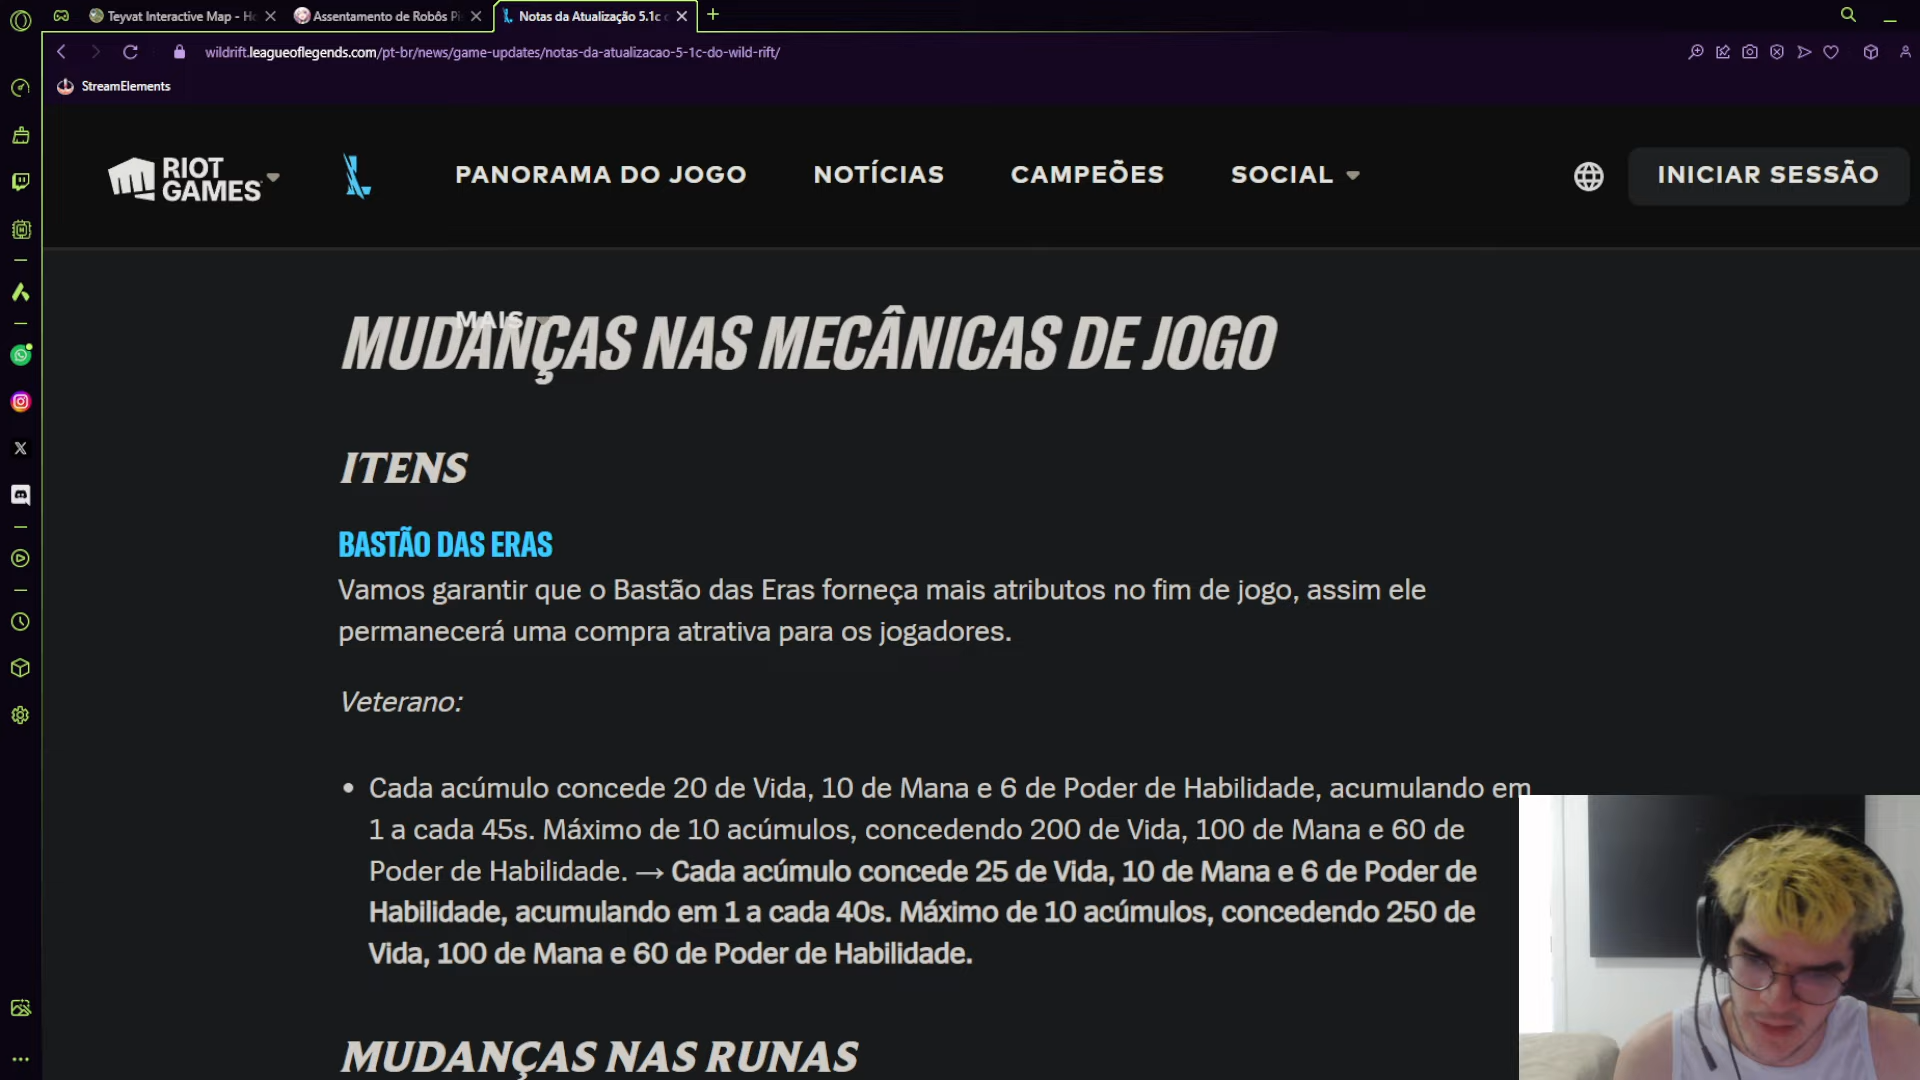 Teyvat Interactive Map - Ho
Assentamento de Robôs Pi
Notas da Atualização 5.1c d
wildrift.leagueoflegends.com/pt-br/news/game-updates/notas-da-atualizacao-5-1c-do-wild-rift/
StreamElements
RIOT GAMES
PANORAMA DO JOGO
NOTÍCIAS
CAMPEÕES
SOCIAL
INICIAR SESSÃO
MAIS
MUDANÇAS NAS MECÂNICAS DE JOGO
ITENS
BASTÃO DAS ERAS
Vamos garantir que o Bastão das Eras forneça mais atributos no fim de jogo, assim ele
permanecerá uma compra atrativa para os jogadores.
Veterano:
• Cada acúmulo concede 20 de Vida, 10 de Mana e 6 de Poder de Habilidade, acumulando em
1 a cada 45s. Máximo de 10 acúmulos, concedendo 200 de Vida, 100 de Mana e 60 de
Poder de Habilidade. → Cada acúmulo concede 25 de Vida, 10 de Mana e 6 de Poder de
Habilidade, acumulando em 1 a cada 40s. Máximo de 10 acúmulos, concedendo 250 de
Vida, 100 de Mana e 60 de Poder de Habilidade.
MUDANÇAS NAS RUNAS